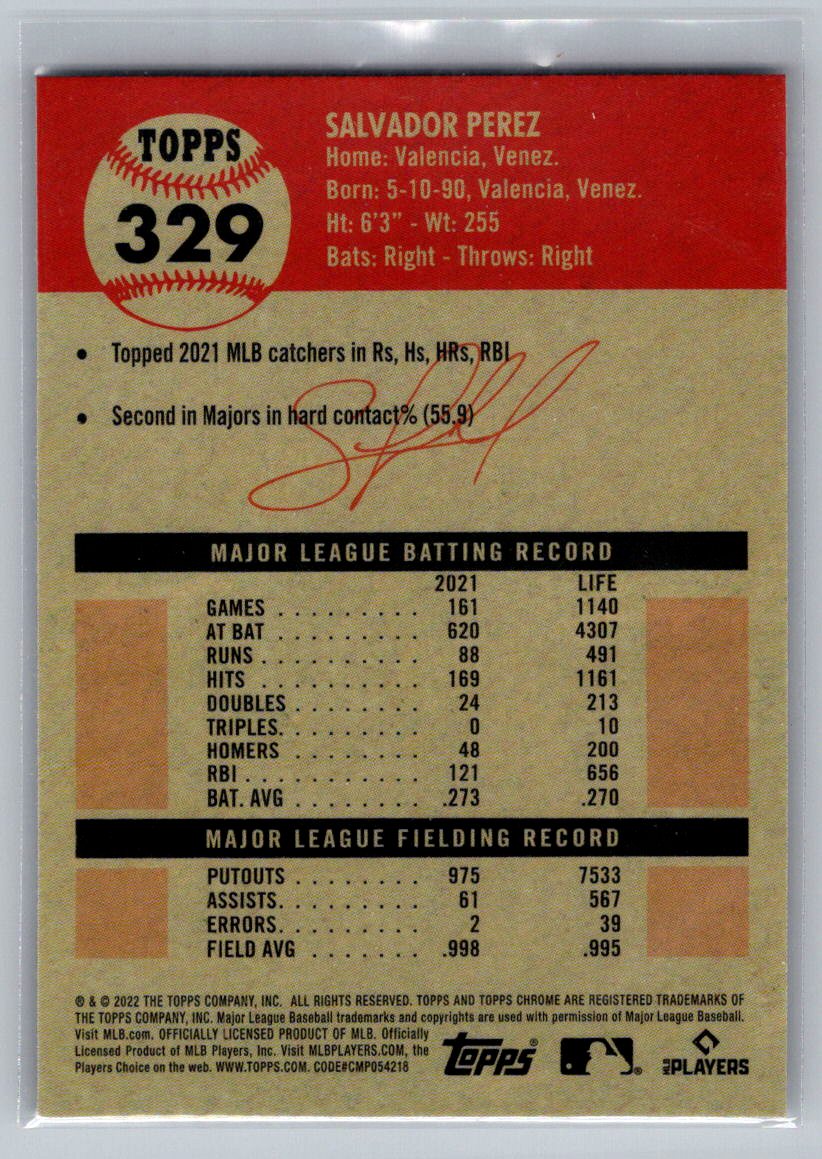 TOPPS
329
SALVADOR PEREZ
Home: Valencia, Venez.
Born: 5-10-90, Valencia, Venez.
Ht: 6'3" - Wt: 255
Bats: Right - Throws: Right
• Topped 2021 MLB catchers in Rs, Hs, HRs, RBI
• Second in Majors in hard contact% (55.9)
MAJOR LEAGUE BATTING RECORD
2021 LIFE
GAMES . . . . . . . . . 161 1140
AT BAT . . . . . . . . . 620 4307
RUNS . . . . . . . . . . 88 491
HITS . . . . . . . . . . 169 1161
DOUBLES . . . . . . . . 24 213
TRIPLES. . . . . . . . . 0 10
HOMERS . . . . . . . . 48 200
RBI . . . . . . . . . . . 121 656
BAT. AVG . . . . . . . . .273 .270
MAJOR LEAGUE FIELDING RECORD
PUTOUTS . . . . . . . . 975 7533
ASSISTS. . . . . . . . . 61 567
ERRORS. . . . . . . . . 2 39
FIELD AVG . . . . . . . .998 .995
® & © 2022 THE TOPPS COMPANY, INC. ALL RIGHTS RESERVED. TOPPS AND TOPPS CHROME ARE REGISTERED TRADEMARKS OF
THE TOPPS COMPANY, INC. Major League Baseball trademarks and copyrights are used with permission of Major League Baseball.
Visit MLB.com. OFFICIALLY LICENSED PRODUCT OF MLB. Officially
Licensed Product of MLB Players, Inc. Visit MLBPLAYERS.COM, the
Players Choice on the web. WWW.TOPPS.COM. CODE#CMP054218
Topps® ® MLB PLAYERS